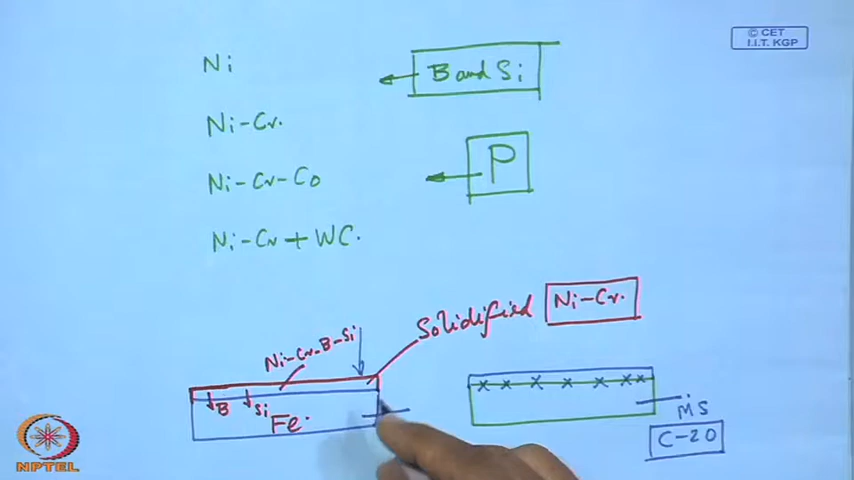 © CET
I.I.T. KGP
Ni
B and Si
Ni-Cr.
P
Ni-Cr-Co
Ni-Cr+WC.
Solidified Ni-Cr.
Ni-Cr-B-Si
B Si Fe.
MS
C-20
NPTEL